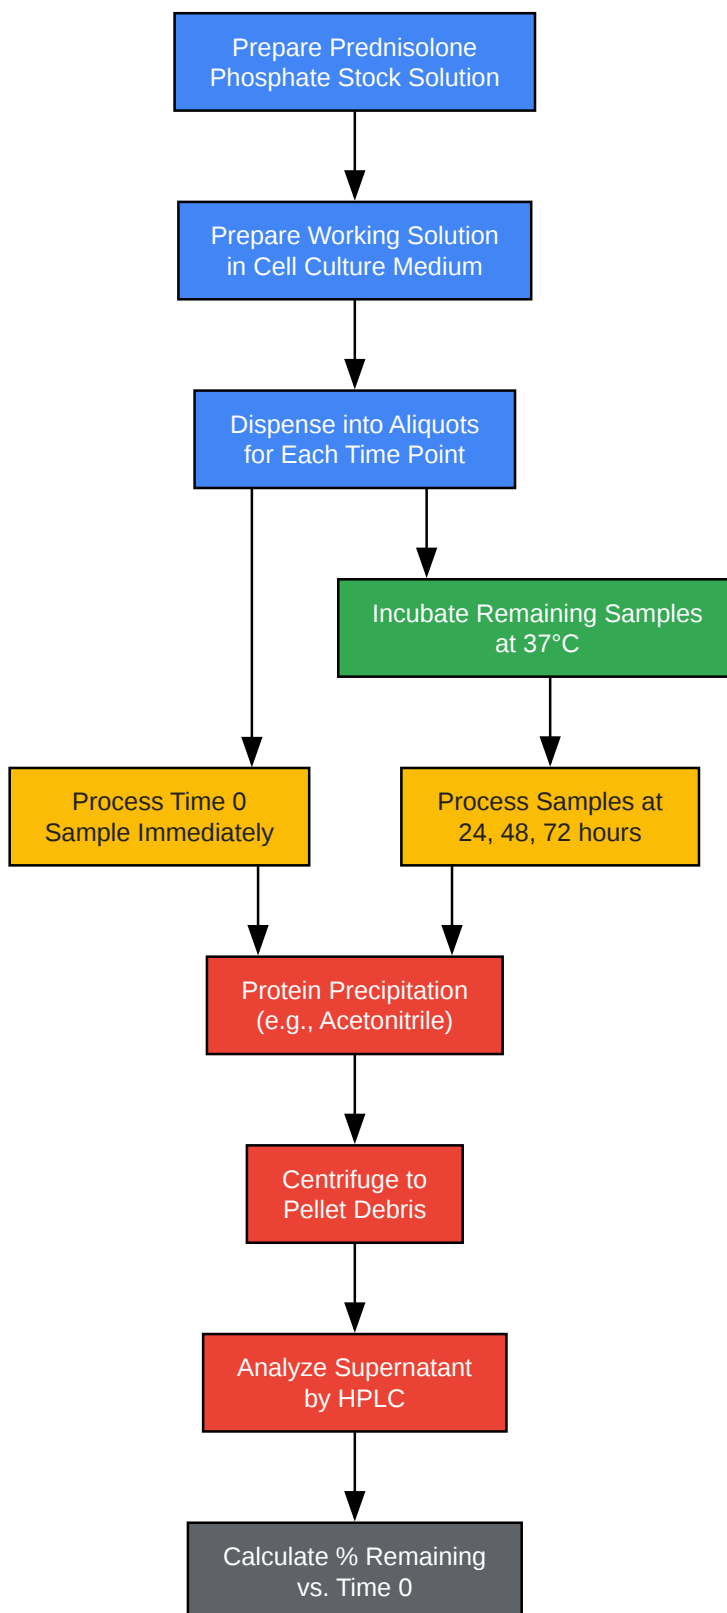 Prepare Prednisolone
Phosphate Stock Solution
Prepare Working Solution
in Cell Culture Medium
Dispense into Aliquots
for Each Time Point
Incubate Remaining Samples
at 37°C
Process Time 0
Sample Immediately
Process Samples at
24, 48, 72 hours
Protein Precipitation
(e.g., Acetonitrile)
Centrifuge to
Pellet Debris
Analyze Supernatant
by HPLC
Calculate % Remaining
vs. Time 0